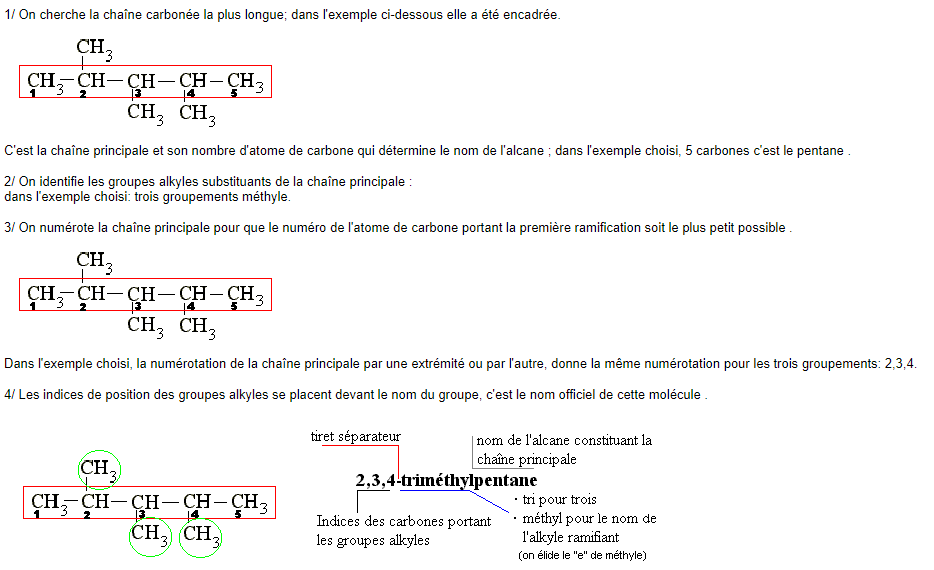 1/ On cherche la chaîne carbonée la plus longue; dans l'exemple ci-dessous elle a été encadrée.
CH3
CH3—CH—CH—CH—CH3
1 2 3 4 5
CH3 CH3
C'est la chaîne principale et son nombre d'atome de carbone qui détermine le nom de l'alcane ; dans l'exemple choisi, 5 carbones c'est le pentane .
2/ On identifie les groupes alkyles substituants de la chaîne principale :
dans l'exemple choisi: trois groupements méthyle.
3/ On numérote la chaîne principale pour que le numéro de l'atome de carbone portant la première ramification soit le plus petit possible .
CH3
CH3—CH—CH—CH—CH3
1 2 3 4 5
CH3 CH3
Dans l'exemple choisi, la numérotation de la chaîne principale par une extrémité ou par l'autre, donne la même numérotation pour les trois groupements: 2,3,4.
4/ Les indices de position des groupes alkyles se placent devant le nom du groupe, c'est le nom officiel de cette molécule .
CH3
CH3—CH—CH—CH—CH3
1 2 3 4 5
CH3 CH3
tiret séparateur
nom de l'alcane constituant la
chaîne principale
2,3,4-triméthylpentane
Indices des carbones portant
les groupes alkyles
· tri pour trois
· méthyl pour le nom de
l'alkyle ramifiant
(on élide le "e" de méthyle)